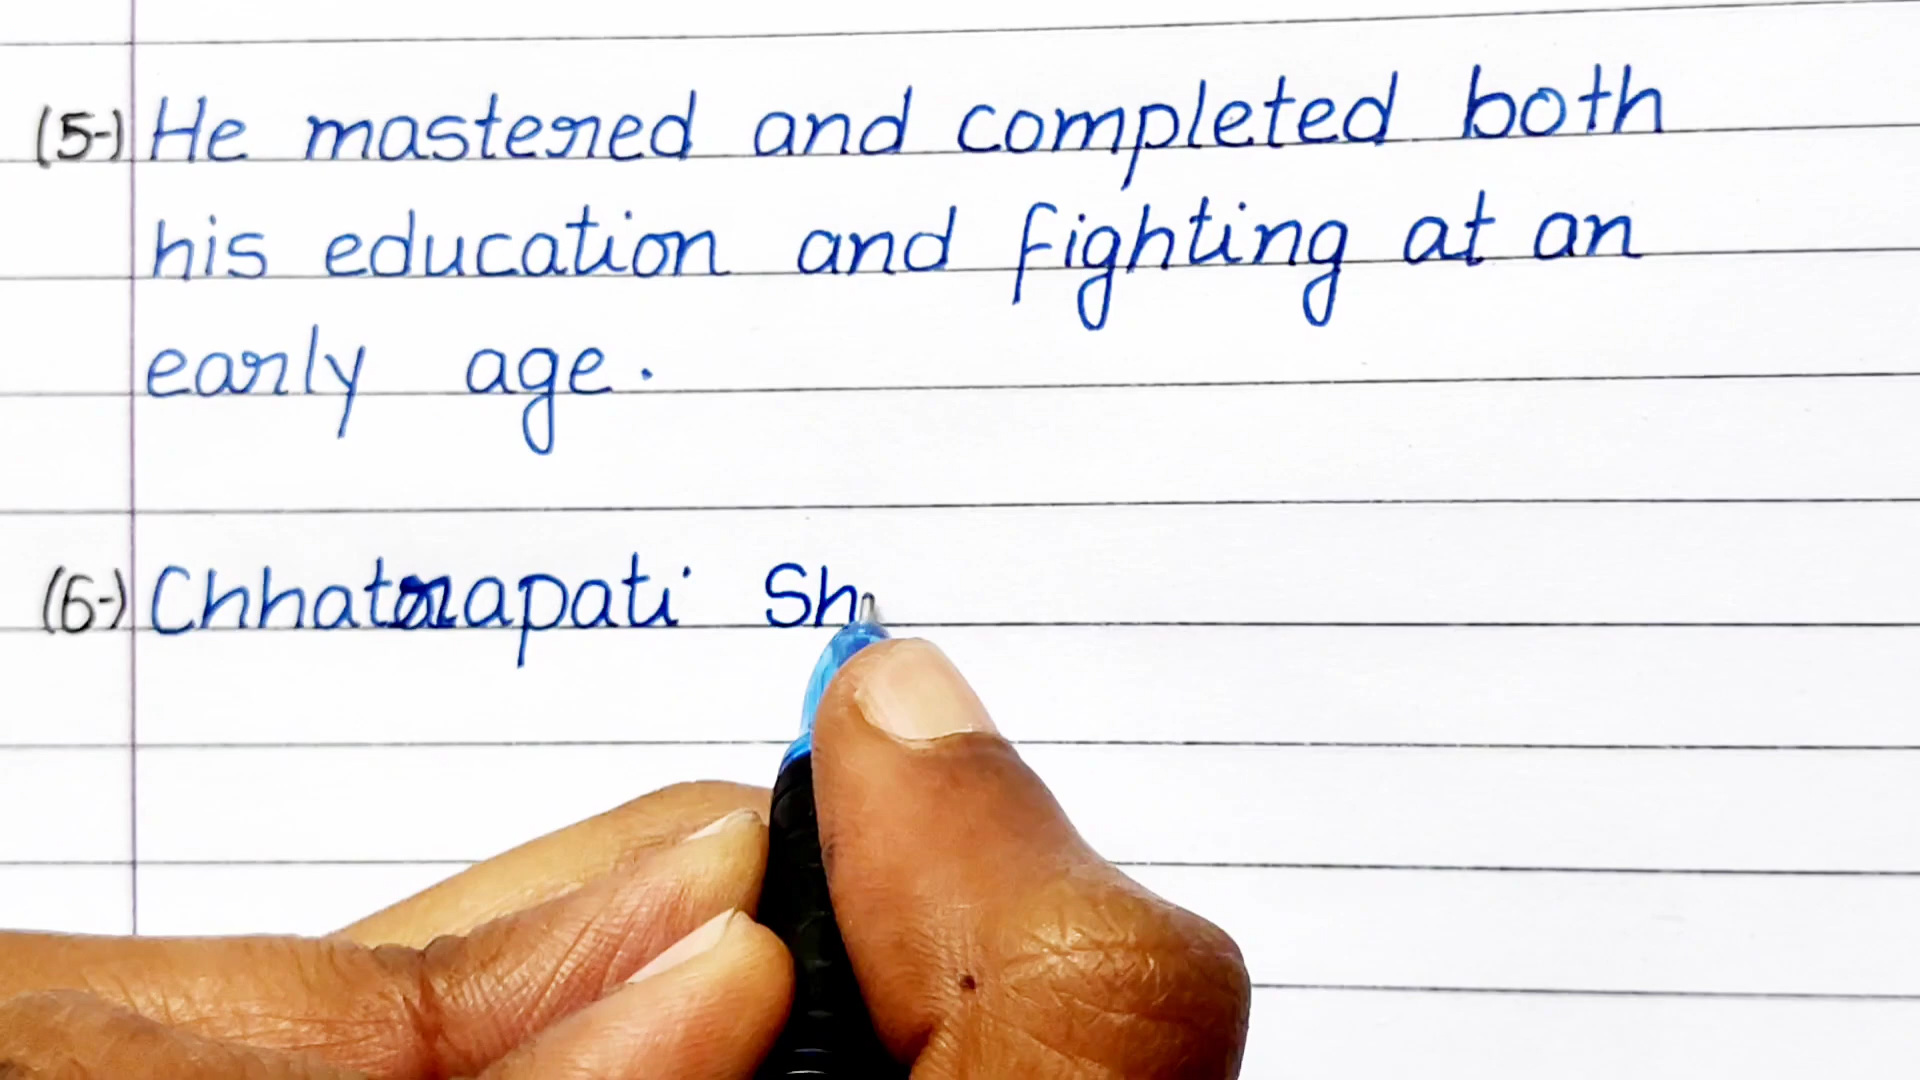 (5-) He mastered and completed both
his education and fighting at an
early age.
(6-) Chhatrapati Sh